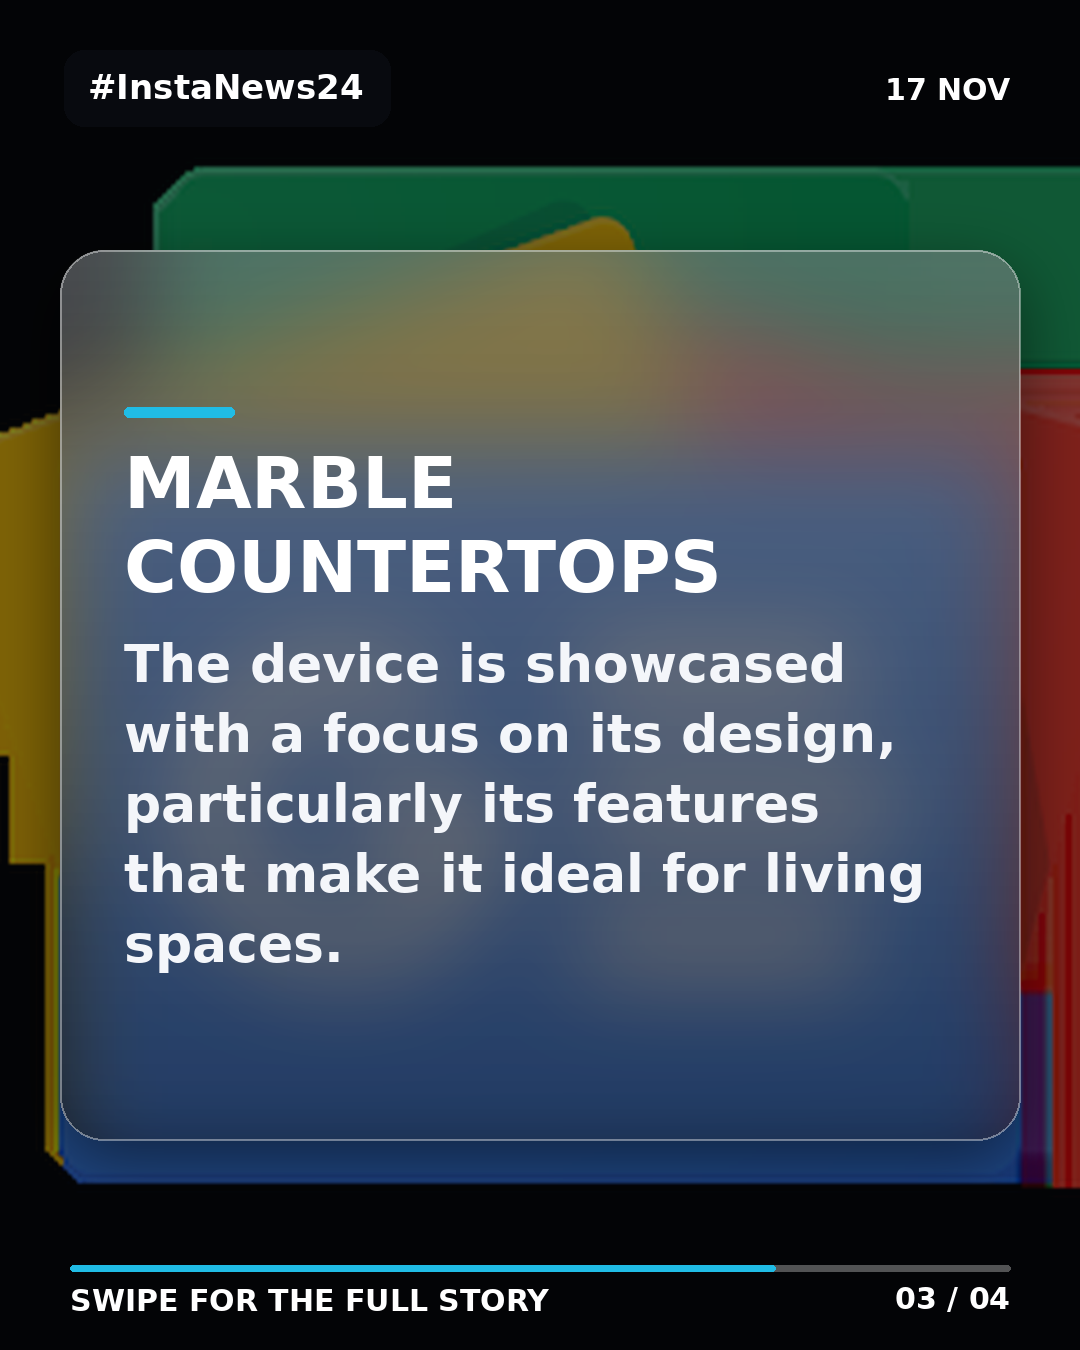 #InstaNews24
17 NOV
MARBLE
COUNTERTOPS
The device is showcased
with a focus on its design,
particularly its features
that make it ideal for living
spaces.
SWIPE FOR THE FULL STORY
03 / 04